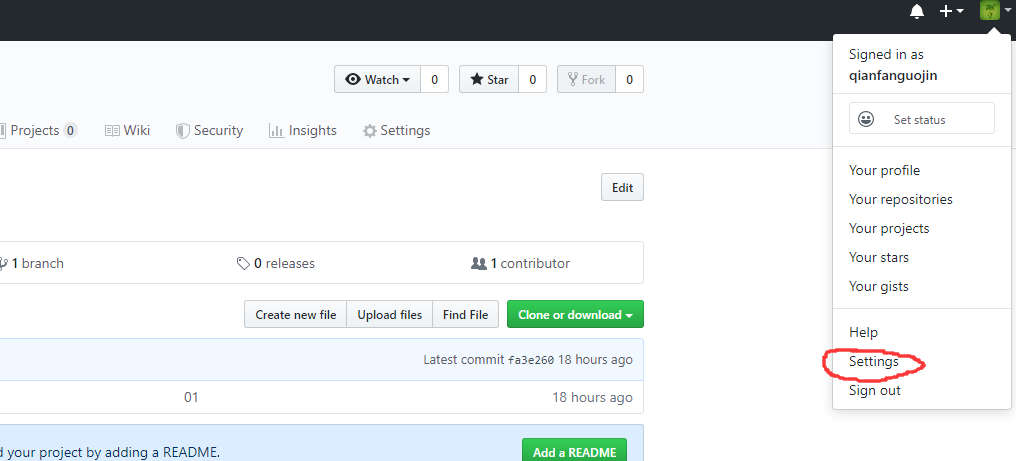 Signed in as
qianfanguojin
Watch 0 Star 0 Fork 0
Set status
Projects 0 Wiki Security Insights Settings
Your profile
Edit
Your repositories
Your projects
Your stars
1 branch 0 releases 1 contributor
Your gists
Create new file Upload files Find File Clone or download
Help
Latest commit fa3e260 18 hours ago
Settings
Sign out
01 18 hours ago
your project by adding a README. Add a README